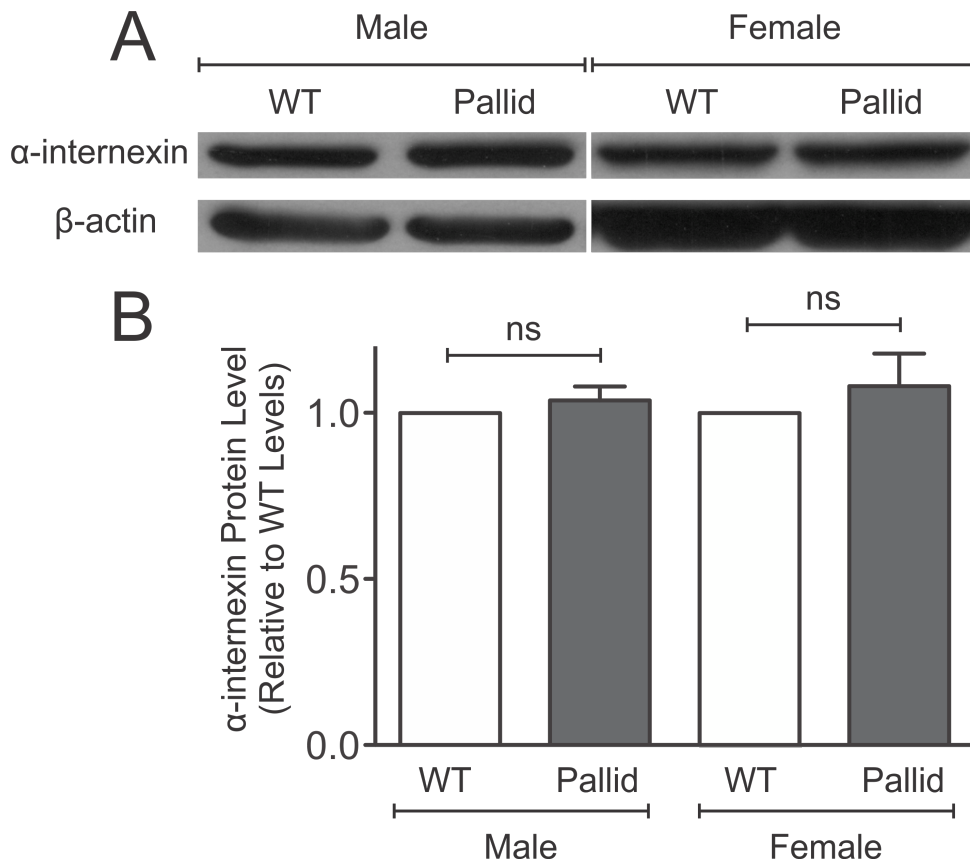 A
Male
Female
WT
Pallid
WT
Pallid
α-internexin
β-actin
B
ns
ns
α-internexin Protein Level
(Relative to WT Levels)
1.0
0.5
0.0
WT
Pallid
WT
Pallid
Male
Female